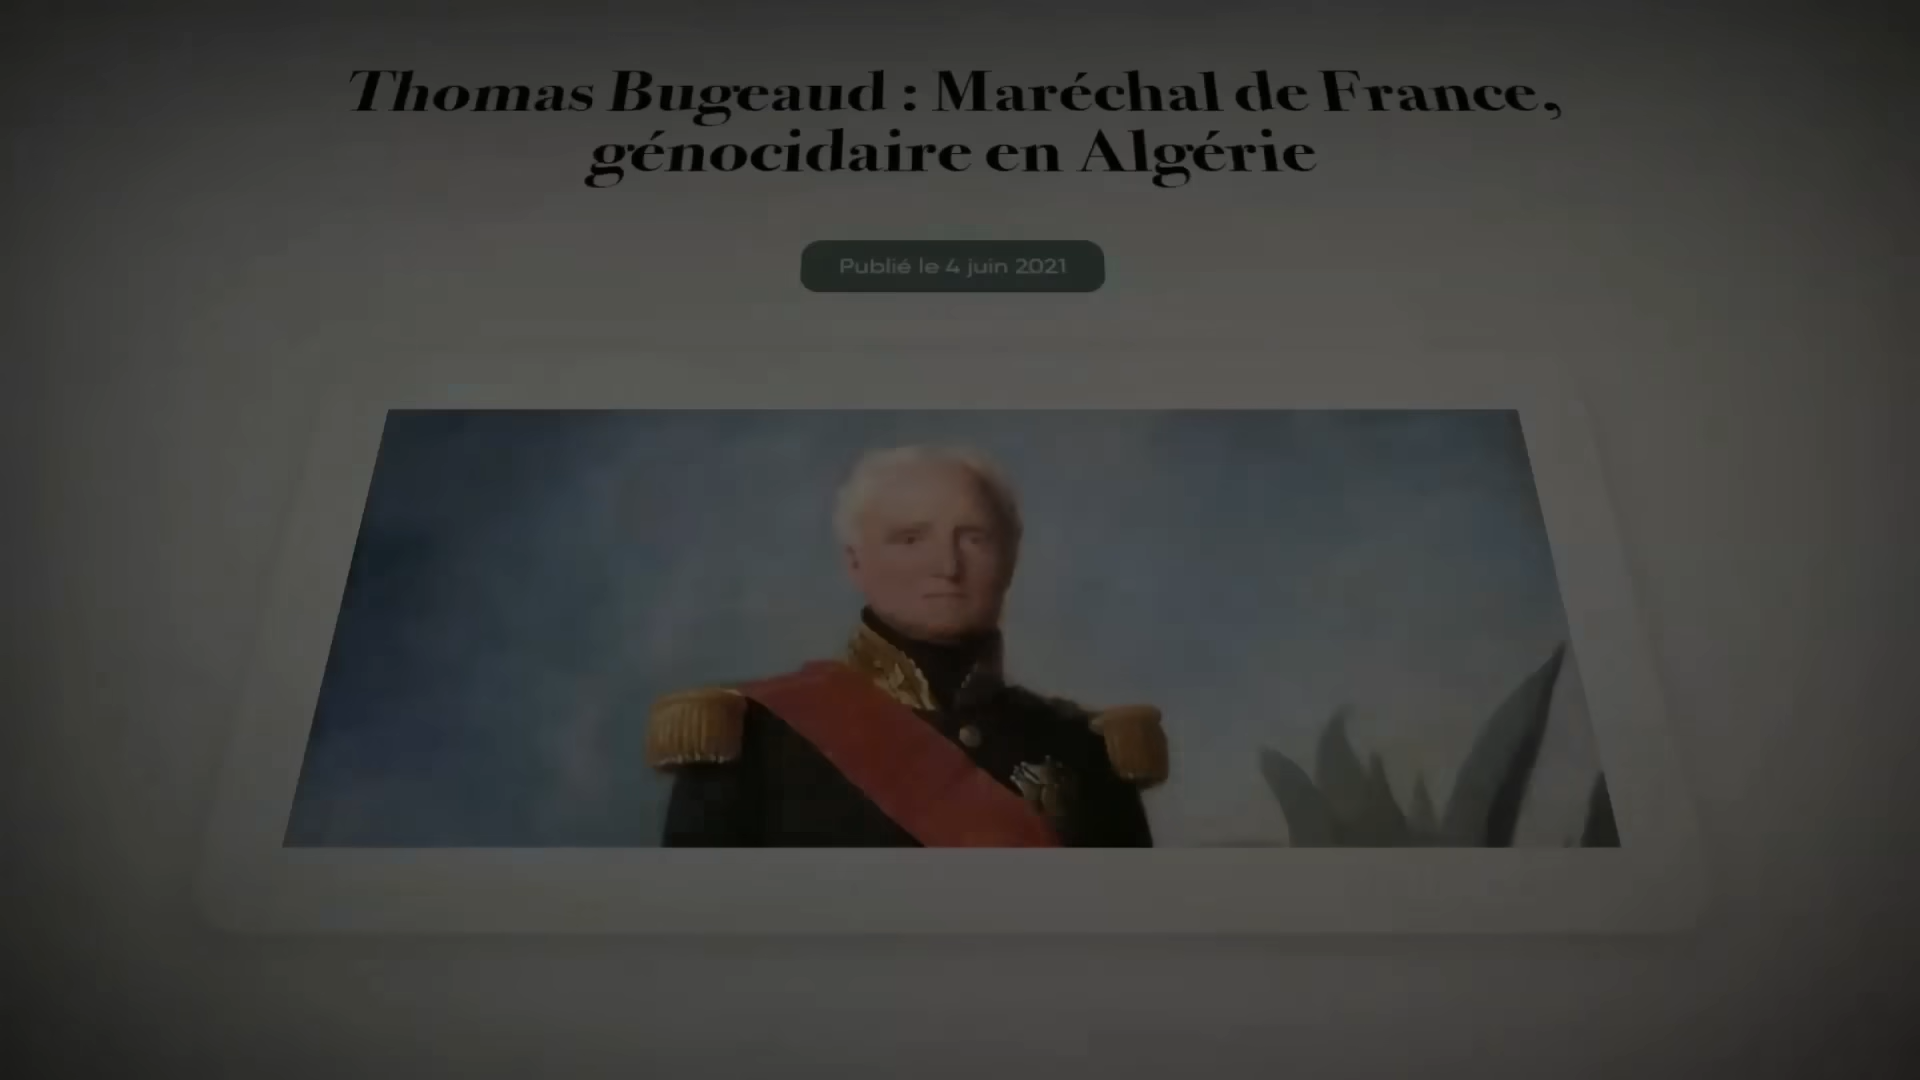 Thomas Bugeaud : Maréchal de France,
génocidaire en Algérie
Publié le 4 juin 2021